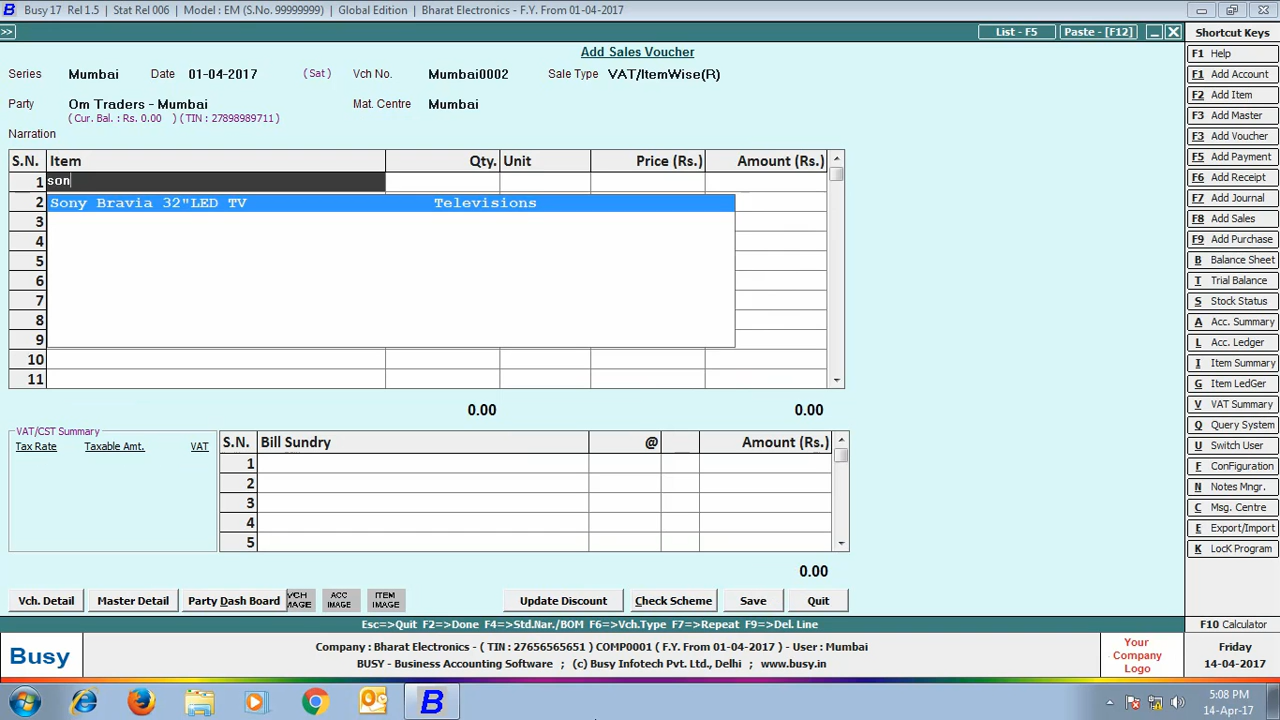 Busy 17 Rel 1.5 | Stat Rel 006 | Model : EM (S.No. 99999999) | Global Edition | Bharat Electronics - F.Y. From 01-04-2017
>> List - F5 Paste - [F12] Shortcut Keys
Add Sales Voucher
Series Mumbai Date 01-04-2017 ( Sat ) Vch No. Mumbai0002 Sale Type VAT/ItemWise(R)
Party Om Traders - Mumbai Mat. Centre Mumbai
( Cur. Bal. : Rs. 0.00 ) ( TIN : 27898989711 )
Narration
S.N. Item Qty. Unit Price (Rs.) Amount (Rs.)
1 son
2 Sony Bravia 32"LED TV Televisions
3
4
5
6
7
8
9
10
11
0.00 0.00
VAT/CST Summary
Tax Rate Taxable Amt. VAT
S.N. Bill Sundry @ Amount (Rs.)
1
2
3
4
5
0.00
Vch. Detail Master Detail Party Dash Board VCH IMAGE ACC IMAGE ITEM IMAGE Update Discount Check Scheme Save Quit
Esc=>Quit F2=>Done F4=>Std.Nar./BOM F6=>Vch.Type F7=>Repeat F9=>Del. Line
F1 Help
F1 Add Account
F2 Add Item
F3 Add Master
F3 Add Voucher
F5 Add Payment
F6 Add Receipt
F7 Add Journal
F8 Add Sales
F9 Add Purchase
B Balance Sheet
T Trial Balance
S Stock Status
A Acc. Summary
L Acc. Ledger
I Item Summary
G Item LedGer
V VAT Summary
Q Query System
U Switch User
F ConFiguration
N Notes Mngr.
C Msg. Centre
E Export/Import
K LocK Program
F10 Calculator
Busy
Company : Bharat Electronics - ( TIN : 27656565651 ) COMP0001 ( F.Y. From 01-04-2017 ) - User : Mumbai
BUSY - Business Accounting Software ; (c) Busy Infotech Pvt. Ltd., Delhi ; www.busy.in
Your
Company
Logo
Friday
14-04-2017
B
5:08 PM
14-Apr-17